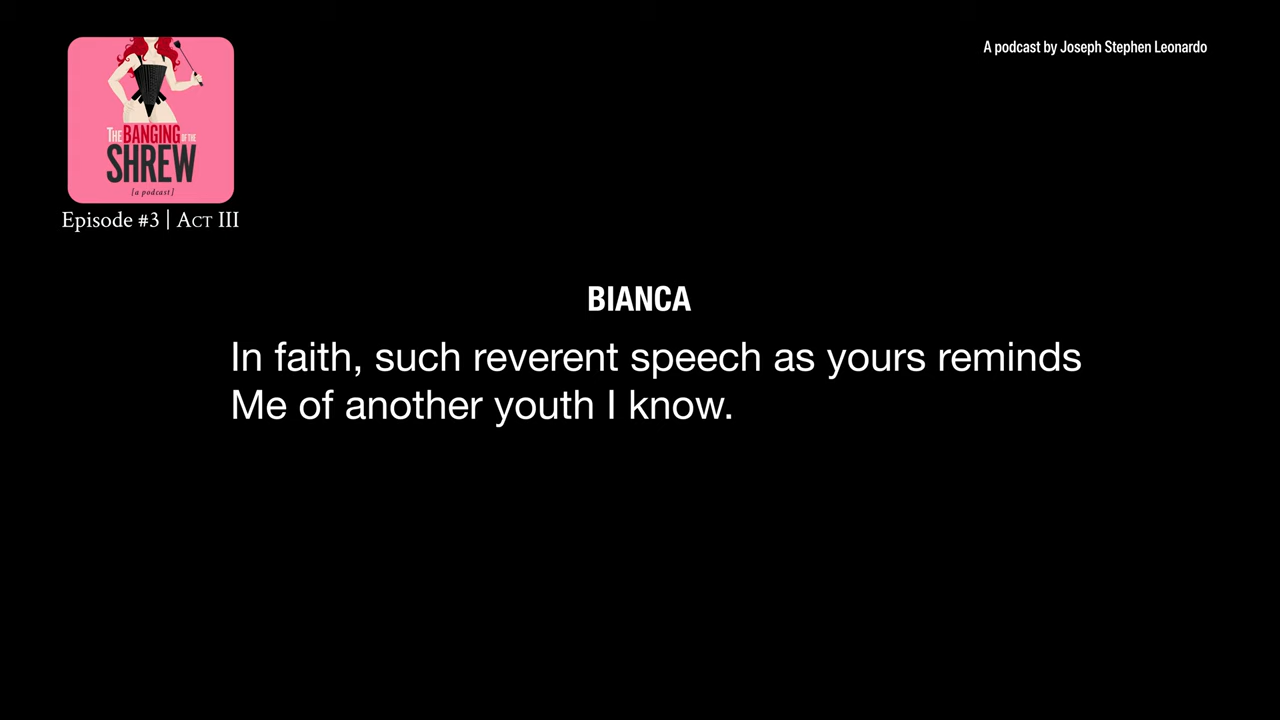 A podcast by Joseph Stephen Leonardo
THE BANGING OF THE
SHREW
[a podcast]
Episode #3 | ACT III
BIANCA
In faith, such reverent speech as yours reminds
Me of another youth I know.